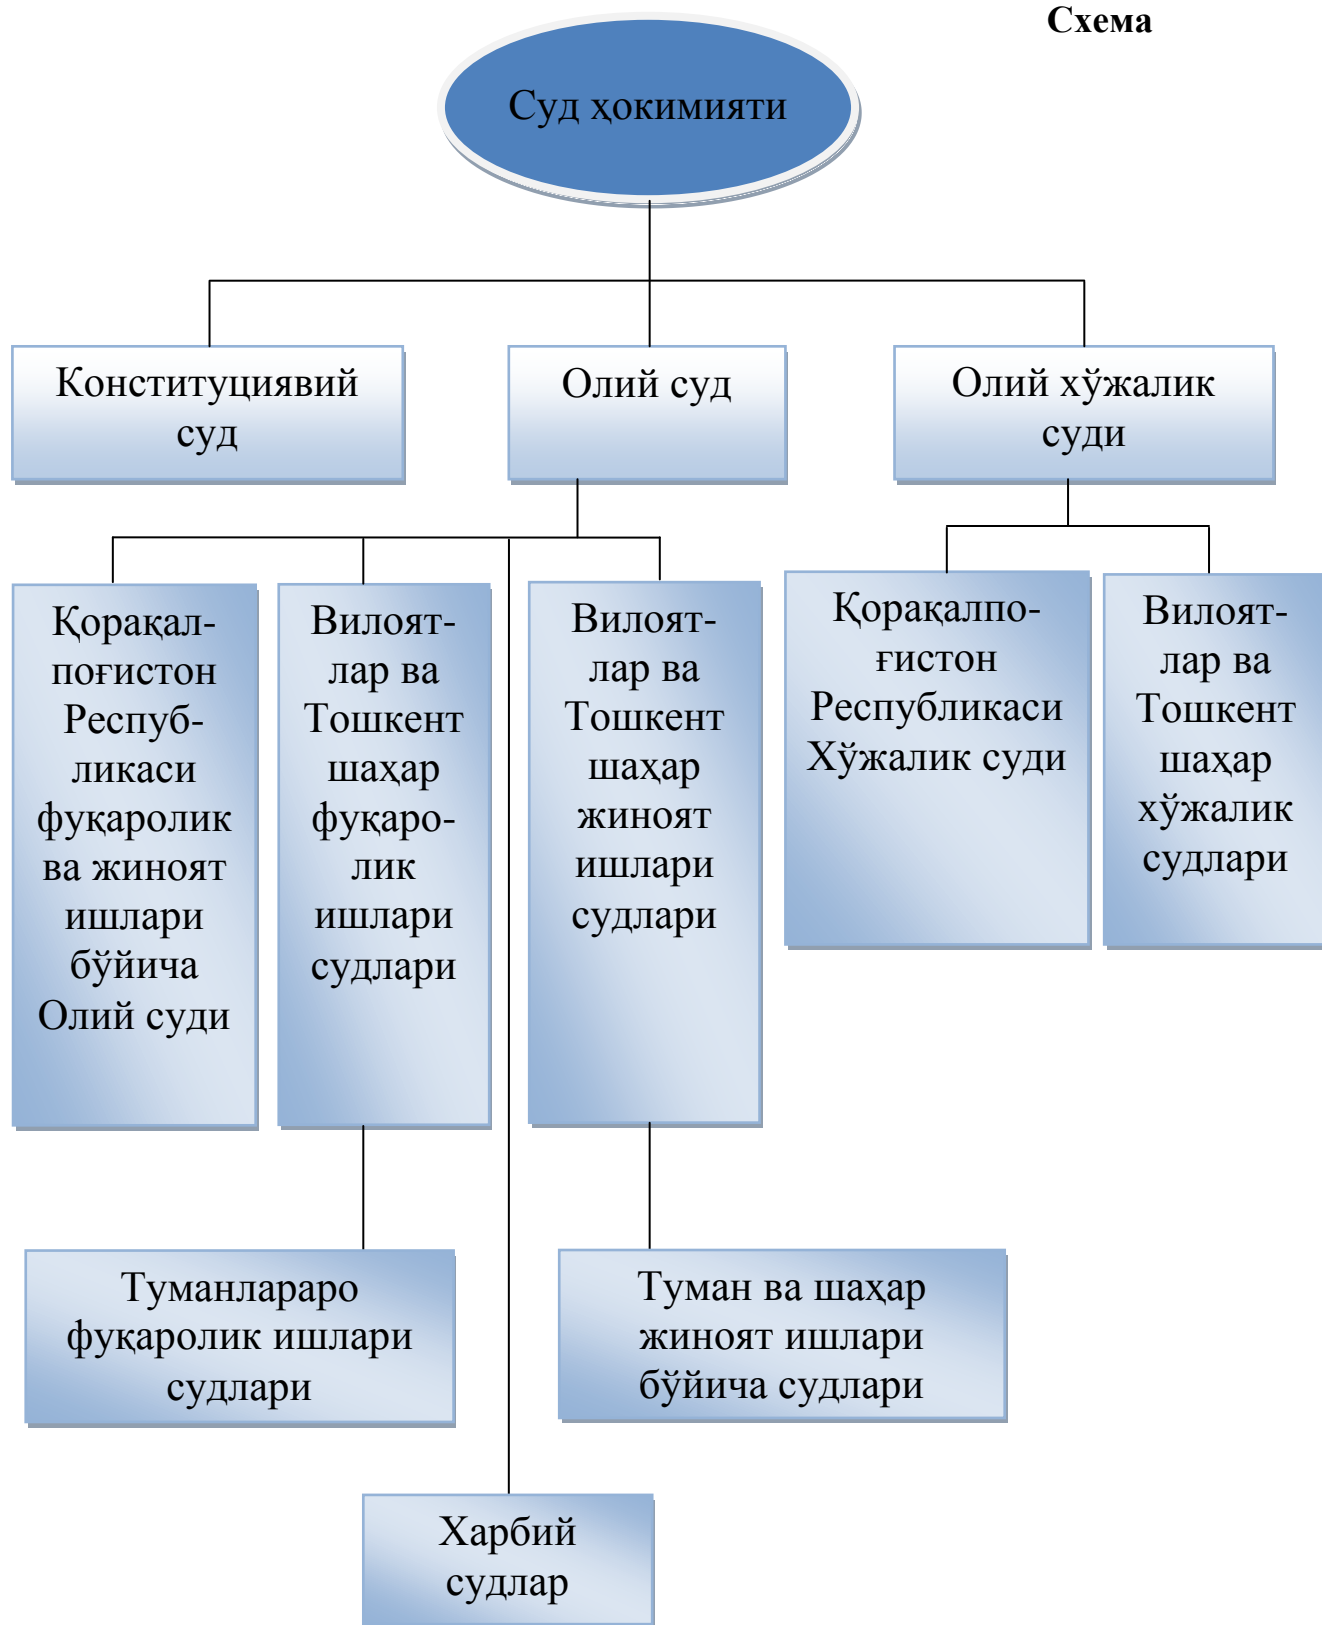 Схема
Суд ҳокимияти
Конституциявий
суд
Олий суд
Олий хўжалик
суди
Қорақал-
поғистон
Респуб-
ликаси
фуқаролик
ва жиноят
ишлари
бўйича
Олий суди
Вилоят-
лар ва
Тошкент
шаҳар
фуқаро-
лик
ишлари
судлари
Вилоят-
лар ва
Тошкент
шаҳар
жиноят
ишлари
судлари
Қорақалпо-
ғистон
Республикаси
Хўжалик суди
Вилоят-
лар ва
Тошкент
шаҳар
хўжалик
судлари
Туманлараро
фуқаролик ишлари
судлари
Туман ва шаҳар
жиноят ишлари
бўйича судлари
Харбий
судлар